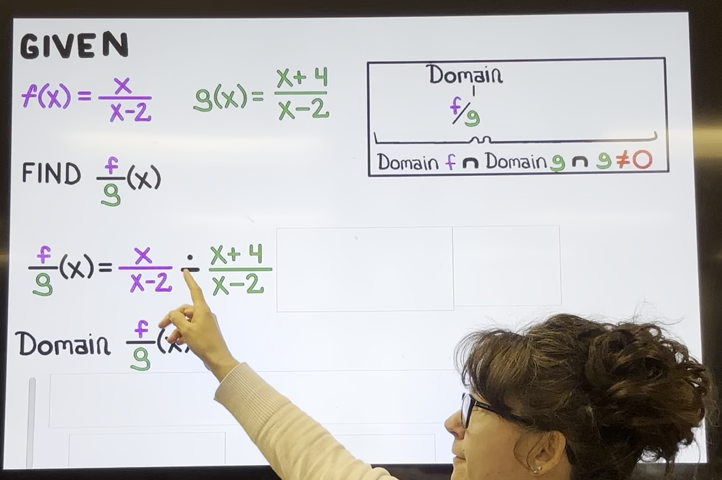 GIVEN
f(x) = x/x-2 g(x) = x+4/x-2
FIND f/g (x)
f/g (x) = x/x-2 ÷ x+4/x-2
Domain f/g (x)
Domain
f/g
Domain f ∩ Domain g ∩ g ≠ 0